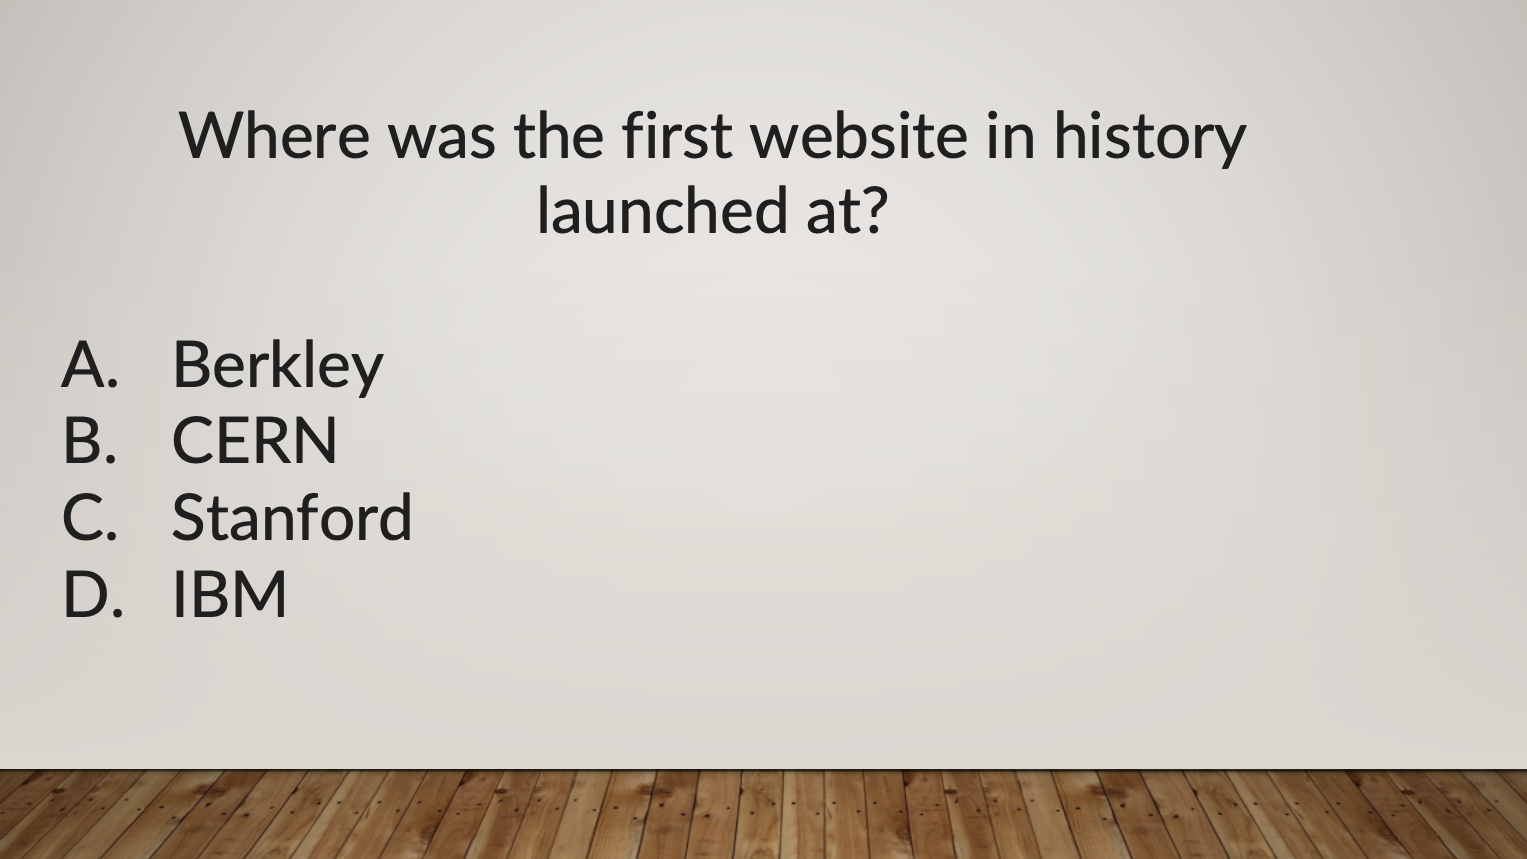 Where was the first website in history
launched at?
A. Berkley
B. CERN
C. Stanford
D. IBM